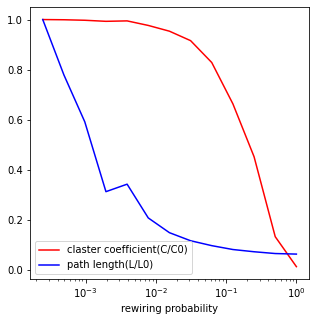 1.0
0.8
0.6
0.4
0.2
0.0
claster coefficient(C/C0)
path length(L/L0)
10⁻³ 10⁻² 10⁻¹ 10⁰
rewiring probability